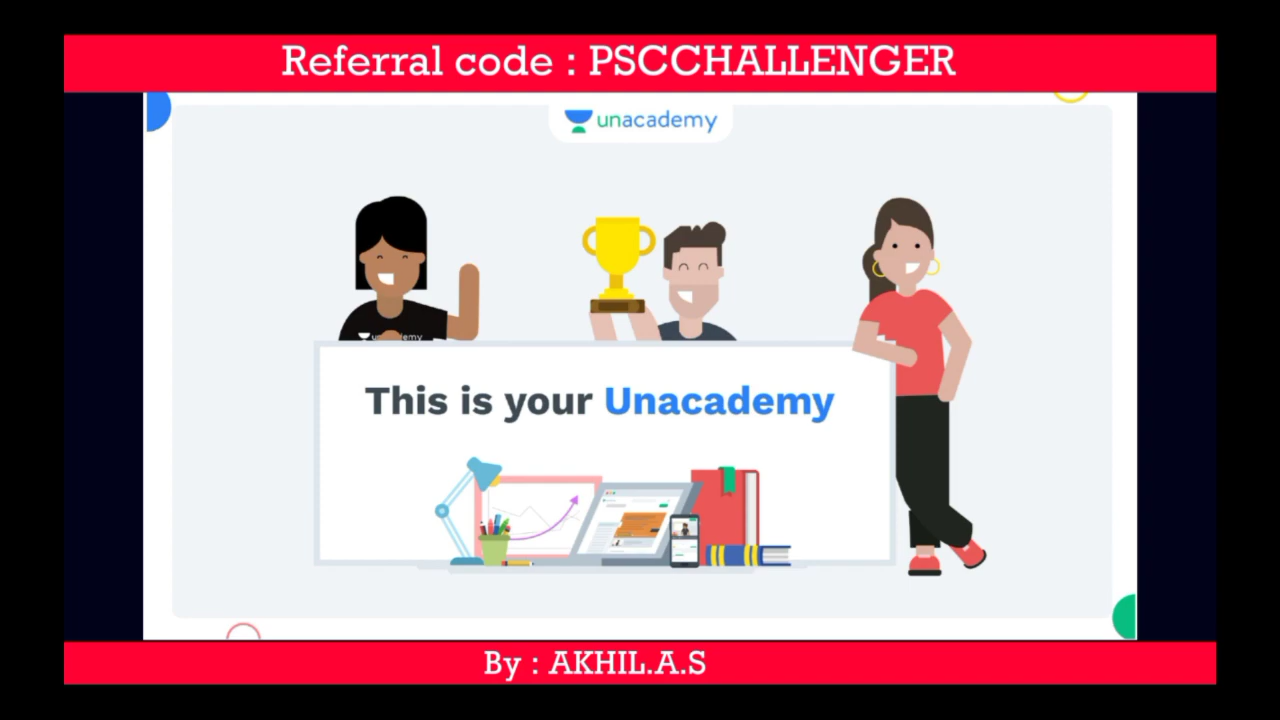 Referral code : PSCCHALLENGER
unacademy
This is your Unacademy
By : AKHIL.A.S